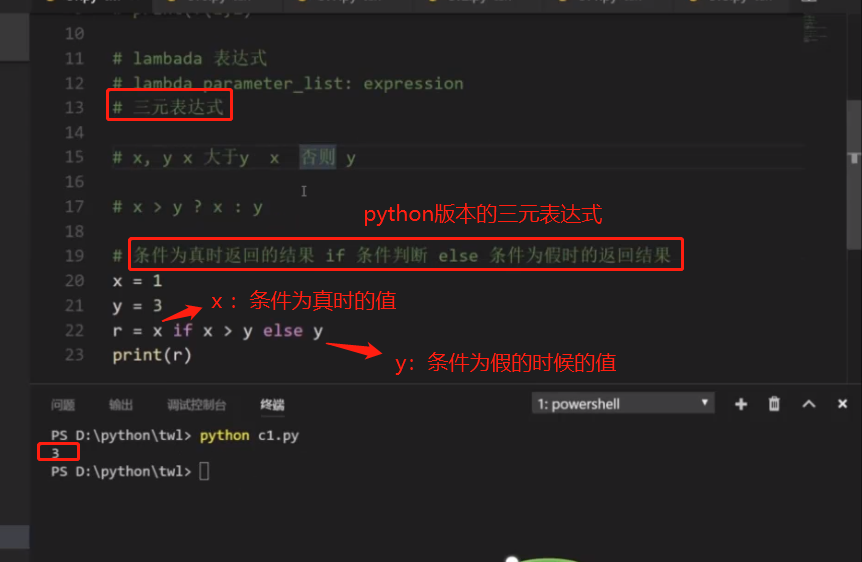 10
11 # lambada 表达式
12 # lambda parameter_list: expression
13 # 三元表达式
14
15 # x, y x 大于y x 否则 y
16
17 # x > y ? x : y
python版本的三元表达式
18
19 # 条件为真时返回的结果 if 条件判断 else 条件为假时的返回结果
20 x = 1
x ：条件为真时的值
21 y = 3
22 r = x if x > y else y
23 print(r)
y：条件为假的时候的值
问题 输出 调试控制台 终端 1: powershell
PS D:\python\twl> python c1.py
3
PS D:\python\twl>